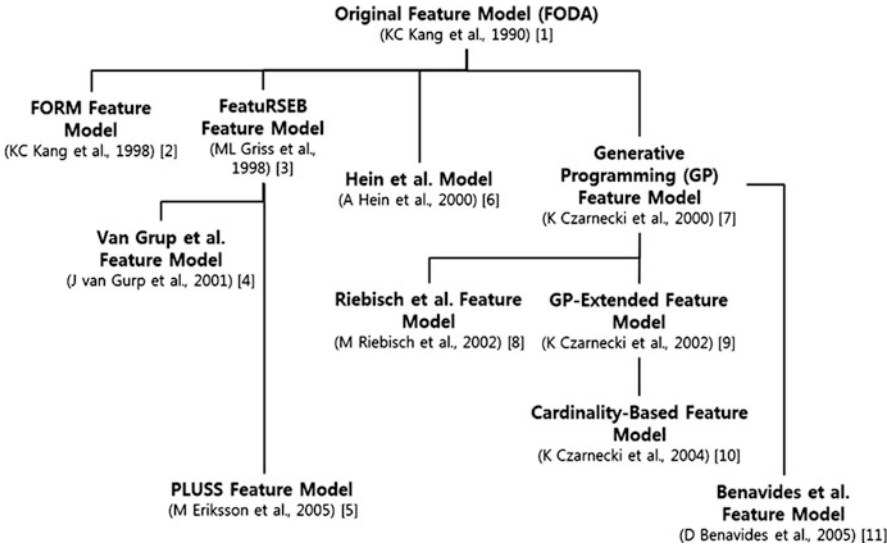 Original Feature Model (FODA)
(KC Kang et al., 1990) [1]
FORM Feature
Model
(KC Kang et al., 1998) [2]
FeatuRSEB
Feature Model
(ML Griss et al.,
1998) [3]
Hein et al. Model
(A Hein et al., 2000) [6]
Generative
Programming (GP)
Feature Model
(K Czarnecki et al., 2000) [7]
Van Grup et al.
Feature Model
(J van Gurp et al., 2001) [4]
Riebisch et al. Feature
Model
(M Riebisch et al., 2002) [8]
GP-Extended Feature
Model
(K Czarnecki et al., 2002) [9]
Cardinality-Based Feature
Model
(K Czarnecki et al., 2004) [10]
PLUSS Feature Model
(M Eriksson et al., 2005) [5]
Benavides et al.
Feature Model
(D Benavides et al., 2005) [11]